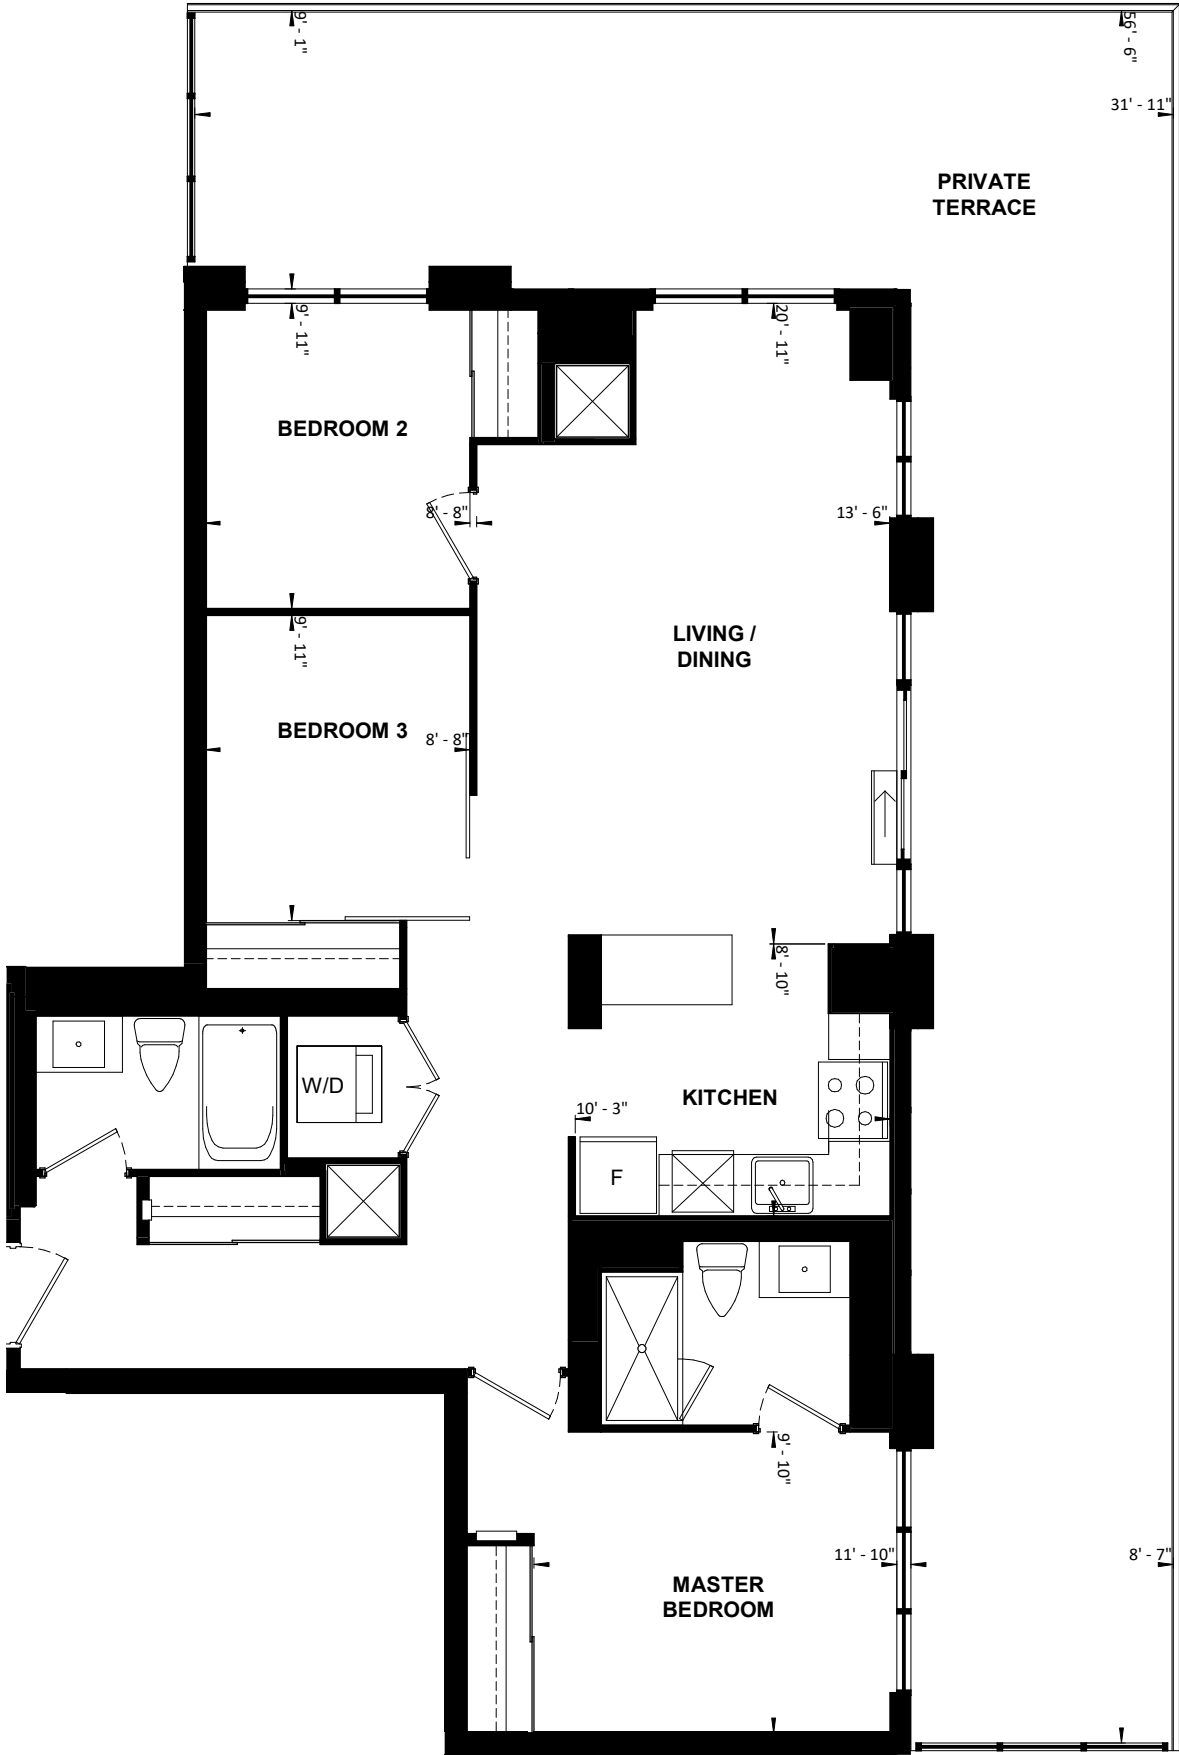 9' - 1"
56' - 6"
31' - 11"
PRIVATE
TERRACE
9' - 11"
20' - 11"
BEDROOM 2
8' - 8"
13' - 6"
9' - 11"
LIVING /
DINING
BEDROOM 3
8' - 8"
8' - 10"
W/D
KITCHEN
10' - 3"
F
9' - 10"
11' - 10"
8' - 7"
MASTER
BEDROOM